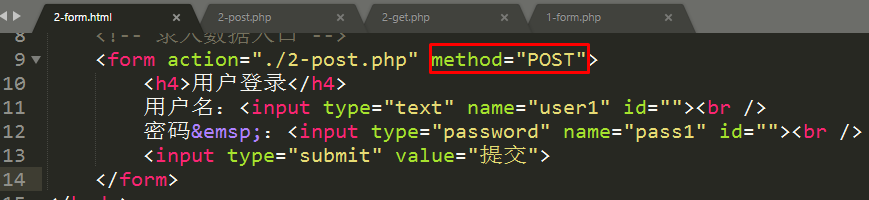 2-form.html × 2-post.php × 2-get.php × 1-form.php ×
8 <!-- 录入数据入口 -->
9 <form action="./2-post.php" method="POST">
10 <h4>用户登录</h4>
11 用户名：<input type="text" name="user1" id=""><br />
12 密码&emsp;：<input type="password" name="pass1" id=""><br />
13 <input type="submit" value="提交">
14 </form>